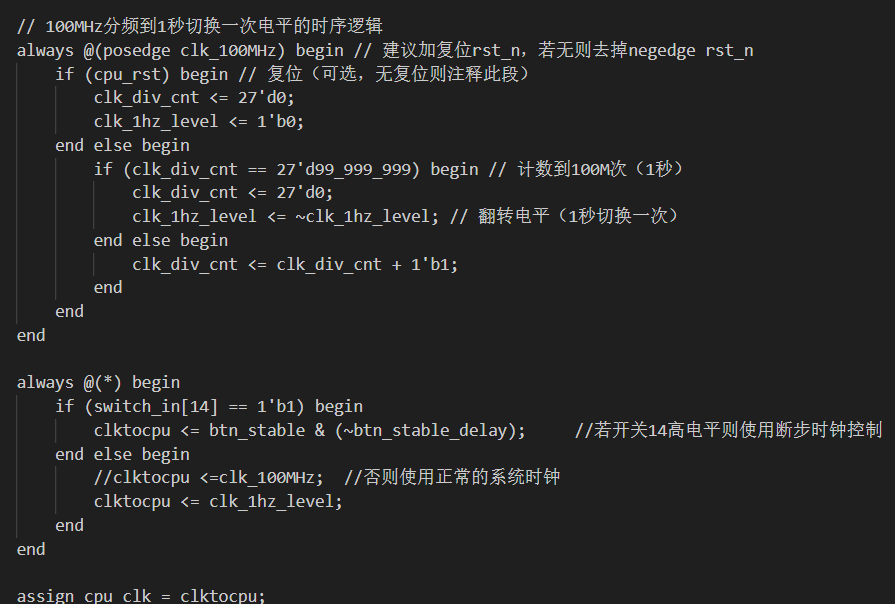 // 100MHz分频到1秒切换一次电平的时序逻辑
always @(posedge clk_100MHz) begin // 建议加复位rst_n，若无则去掉negedge rst_n
    if (cpu_rst) begin // 复位（可选，无复位则注释此段）
        clk_div_cnt <= 27'd0;
        clk_1hz_level <= 1'b0;
    end else begin
        if (clk_div_cnt == 27'd99_999_999) begin // 计数到100M次（1秒）
            clk_div_cnt <= 27'd0;
            clk_1hz_level <= ~clk_1hz_level; // 翻转电平（1秒切换一次）
        end else begin
            clk_div_cnt <= clk_div_cnt + 1'b1;
        end
    end
end
always @(*) begin
    if (switch_in[14] == 1'b1) begin
        clktocpu <= btn_stable & (~btn_stable_delay);     //若开关14高电平则使用断步时钟控制
    end else begin
        //clktocpu <=clk_100MHz;  //否则使用正常的系统时钟
        clktocpu <= clk_1hz_level;
    end
end
assign cpu_clk = clktocpu;